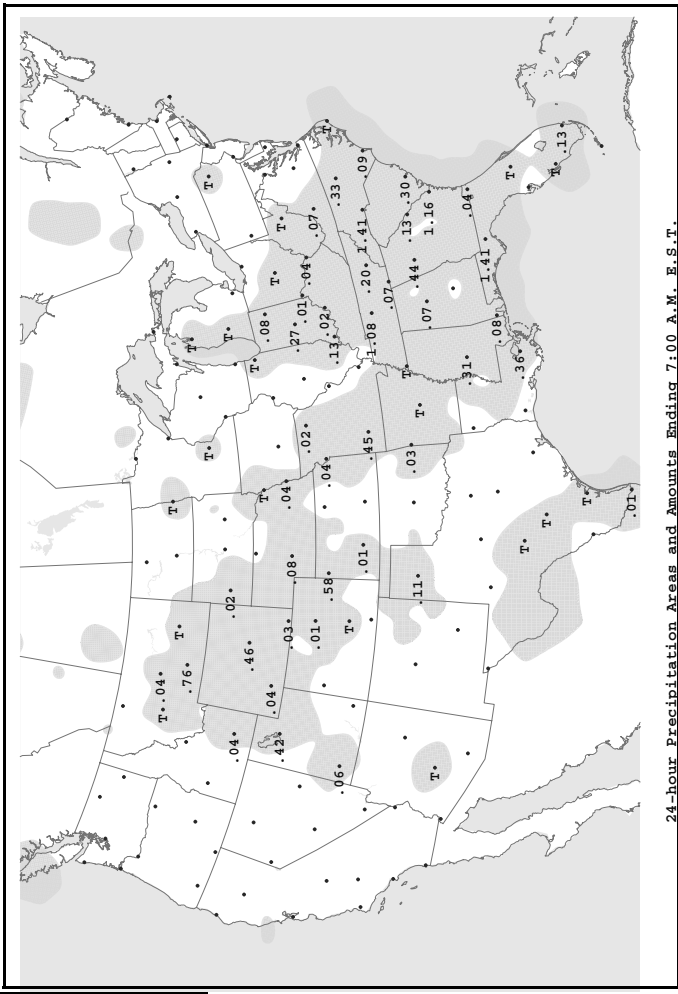 T
.04
.76
T
T
T
T
T
T
.02
.04
.46
T
T
.08
.04
T
.42
T
.04
.03
.08
.27
.01
.02
.04
.07
.01
.02
.04
T
.58
.13
.33
.06
T
1.41
.09
.01
.20
.45
1.08
.07
T
.13
.30
.03
.44
.11
T
.07
1.16
T
.31
.04
1.41
.08
T
.36
T
T
T
.13
T
.01
24-hour Precipitation Areas and Amounts Ending 7:00 A.M. E.S.T.